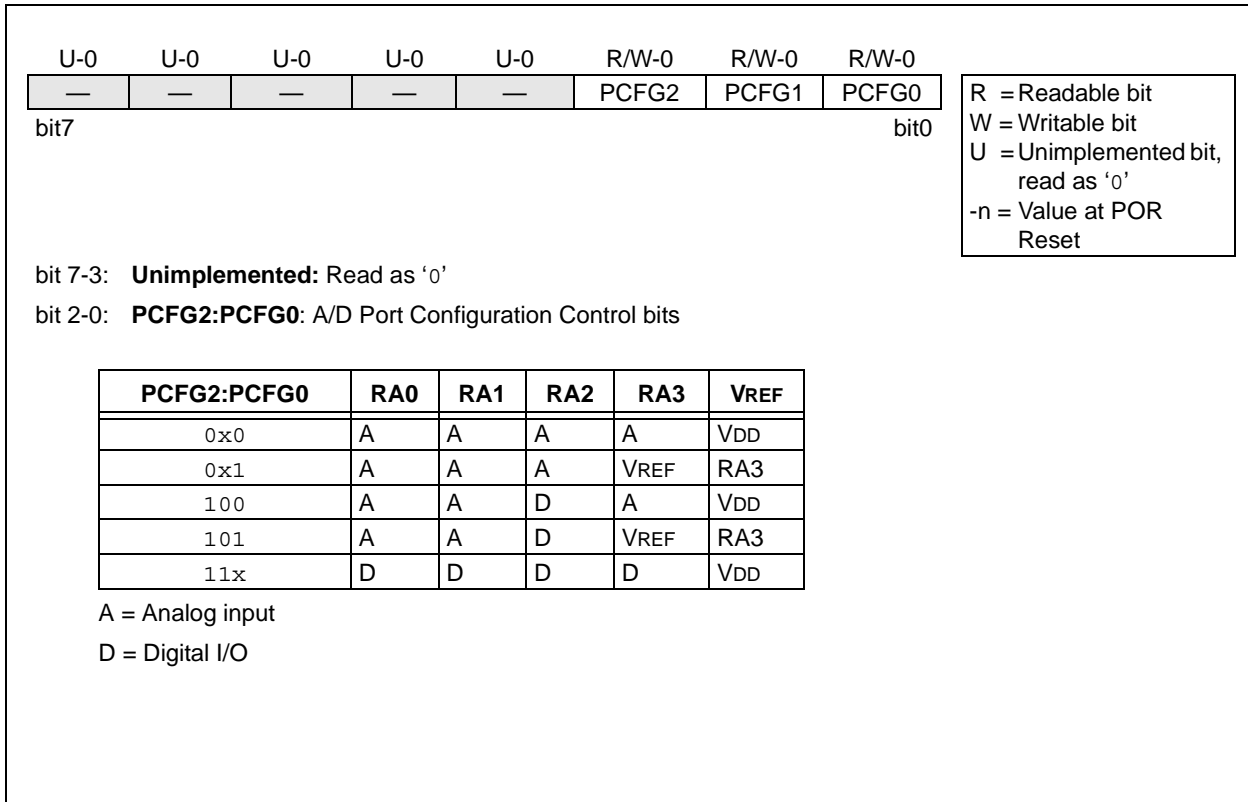 U-0 U-0 U-0 U-0 U-0 R/W-0 R/W-0 R/W-0
— — — — — PCFG2 PCFG1 PCFG0
bit7 bit0
R =Readable bit
W =Writable bit
U =Unimplemented bit,
read as ‘0’
-n = Value at POR
Reset
bit 7-3: Unimplemented: Read as ‘0’
bit 2-0: PCFG2:PCFG0: A/D Port Configuration Control bits
PCFG2:PCFG0 RA0 RA1 RA2 RA3 VREF
0x0 A A A A VDD
0x1 A A A VREF RA3
100 A A D A VDD
101 A A D VREF RA3
11x D D D D VDD
A = Analog input
D = Digital I/O